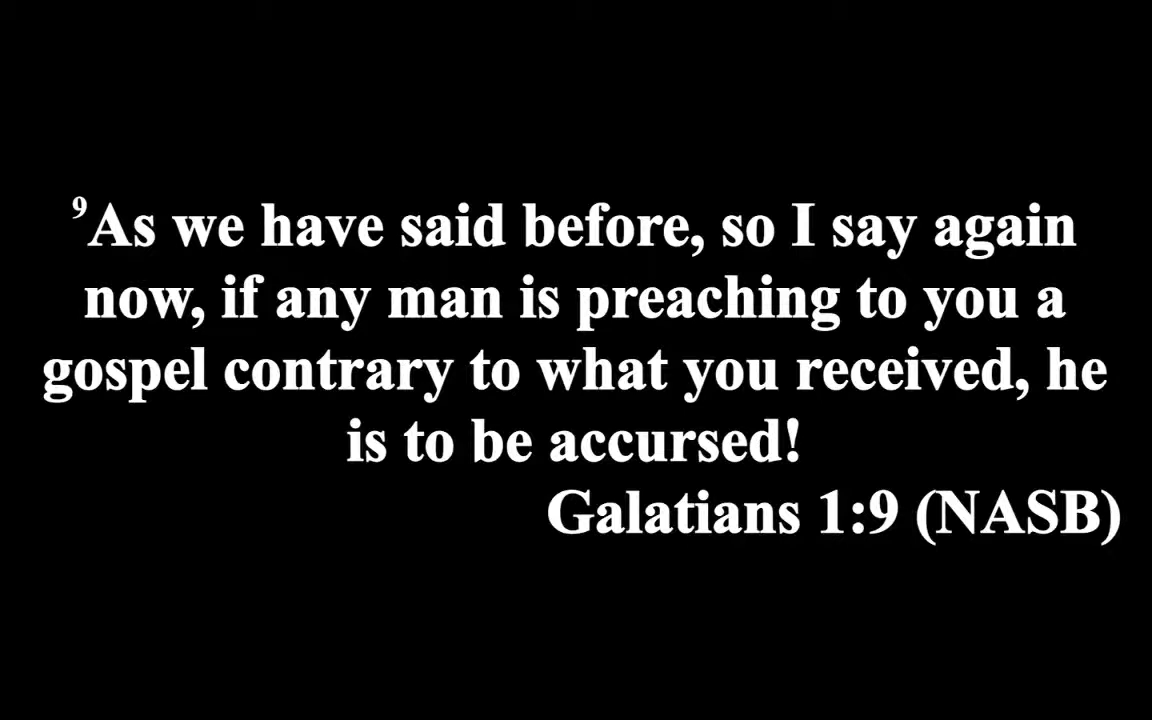 ⁹As we have said before, so I say again
now, if any man is preaching to you a
gospel contrary to what you received, he
is to be accursed!
Galatians 1:9 (NASB)